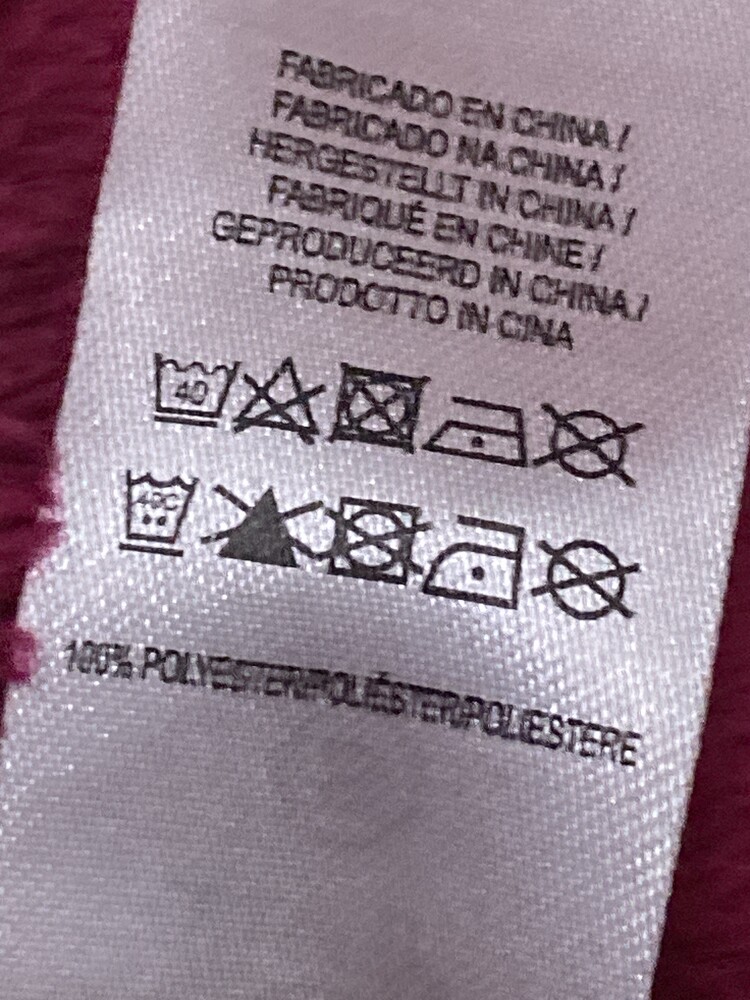 FABRICADO EN CHINA /
FABRICADO NA CHINA /
HERGESTELLT IN CHINA /
FABRIQUÉ EN CHINE /
GEPRODUCEERD IN CHINA /
PRODOTTO IN CINA
40
40C
100% POLYESTER/POLIÉSTER/POLIESTERE